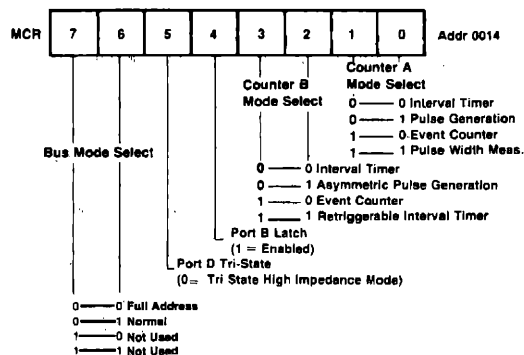 MCR 7 6 5 4 3 2 1 0 Addr 0014
Counter A
Mode Select
0 0 Interval Timer
0 1 Pulse Generation
1 0 Event Counter
1 1 Pulse Width Meas.
Counter B
Mode Select
0 0 Interval Timer
0 1 Asymmetric Pulse Generation
1 0 Event Counter
1 1 Retriggerable Interval Timer
Port B Latch
(1 = Enabled)
Port D Tri-State
(0= Tri State High Impedance Mode)
Bus Mode Select
0 0 Full Address
0 1 Normal
1 0 Not Used
1 1 Not Used